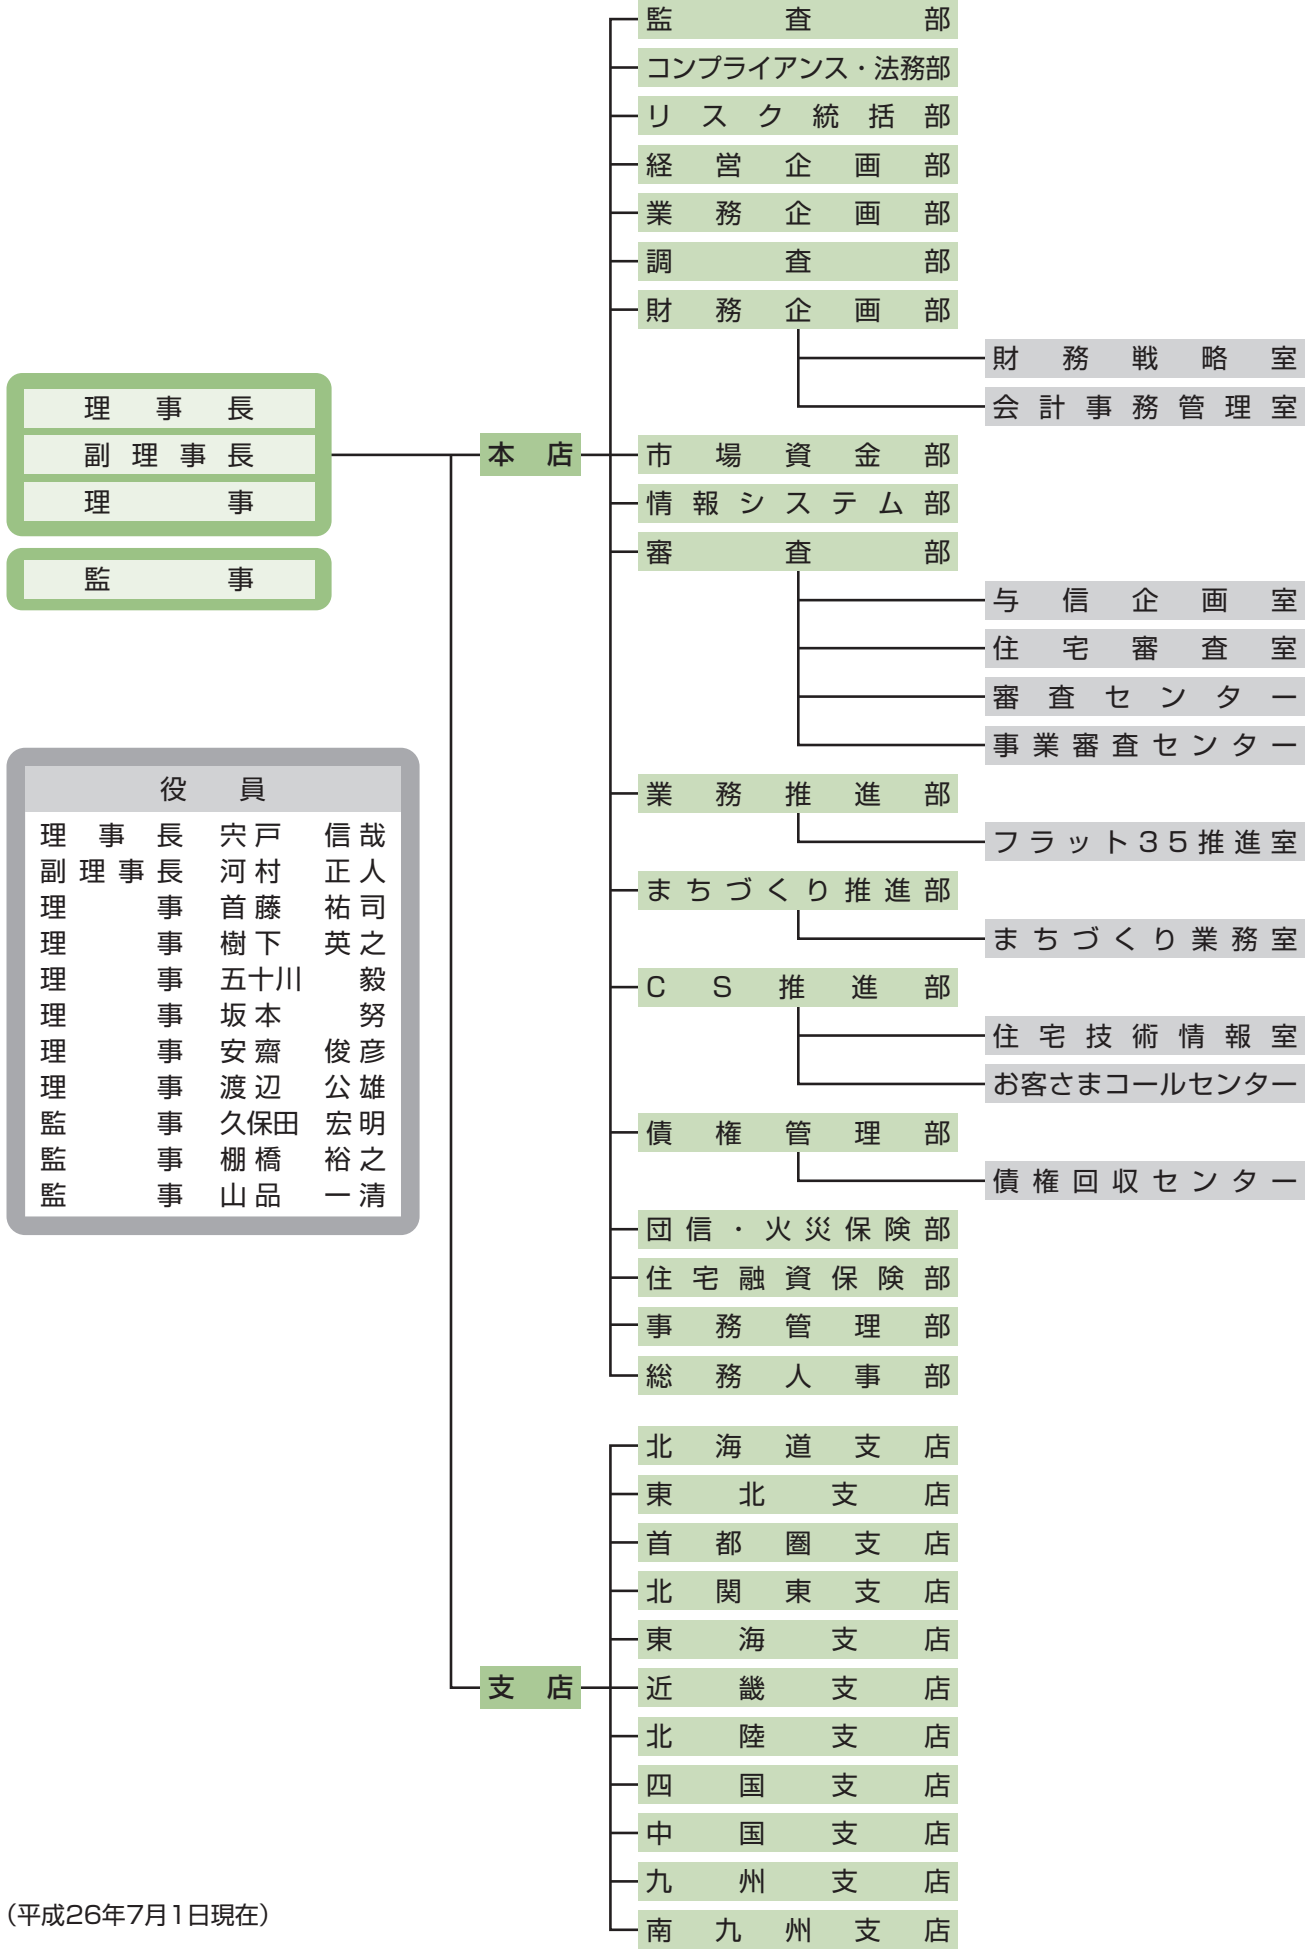 理事長
副理事長
理事
監事
役員
理事長 宍戸 信哉
副理事長 河村 正人
理事 首藤 祐司
理事 樹下 英之
理事 五十川 毅
理事 坂本 努
理事 安齋 俊彦
理事 渡辺 公雄
監事 久保田 宏明
監事 棚橋 裕之
監事 山品 一清
本店
監査部
コンプライアンス・法務部
リスク統括部
経営企画部
業務企画部
調査部
財務企画部
財務戦略室
会計事務管理室
市場資金部
情報システム部
審査部
与信企画室
住宅審査室
審査センター
事業審査センター
業務推進部
フラット35推進室
まちづくり推進部
まちづくり業務室
CS推進部
住宅技術情報室
お客さまコールセンター
債権管理部
債権回収センター
団信・火災保険部
住宅融資保険部
事務管理部
総務人事部
支店
北海道支店
東北支店
首都圏支店
北関東支店
東海支店
近畿支店
北陸支店
四国支店
中国支店
九州支店
南九州支店
（平成26年7月1日現在）